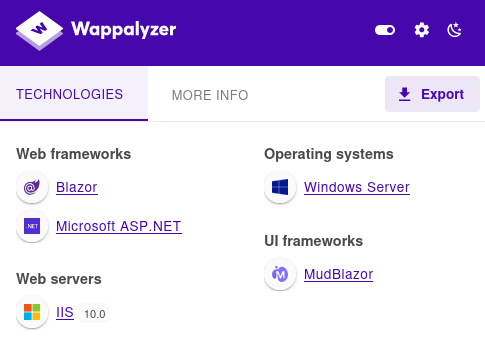 Wappalyzer
TECHNOLOGIES
MORE INFO
Export
Web frameworks
Blazor
.NET
Microsoft ASP.NET
Web servers
IIS 10.0
Operating systems
Windows Server
UI frameworks
MudBlazor